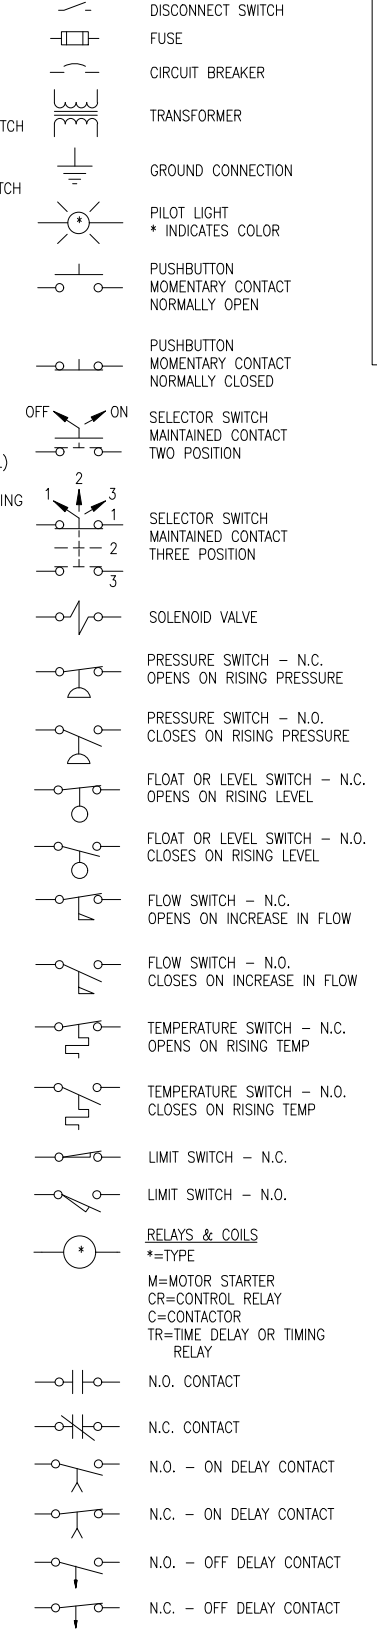 DISCONNECT SWITCH
FUSE
CIRCUIT BREAKER
TRANSFORMER
TCH
GROUND CONNECTION
TCH
*
PILOT LIGHT
* INDICATES COLOR
PUSHBUTTON
MOMENTARY CONTACT
NORMALLY OPEN
PUSHBUTTON
MOMENTARY CONTACT
NORMALLY CLOSED
OFF ON
SELECTOR SWITCH
MAINTAINED CONTACT
TWO POSITION
)
ING
1 2 3
1
2
3
SELECTOR SWITCH
MAINTAINED CONTACT
THREE POSITION
SOLENOID VALVE
PRESSURE SWITCH – N.C.
OPENS ON RISING PRESSURE
PRESSURE SWITCH – N.O.
CLOSES ON RISING PRESSURE
FLOAT OR LEVEL SWITCH – N.C.
OPENS ON RISING LEVEL
FLOAT OR LEVEL SWITCH – N.O.
CLOSES ON RISING LEVEL
FLOW SWITCH – N.C.
OPENS ON INCREASE IN FLOW
FLOW SWITCH – N.O.
CLOSES ON INCREASE IN FLOW
TEMPERATURE SWITCH – N.C.
OPENS ON RISING TEMP
TEMPERATURE SWITCH – N.O.
CLOSES ON RISING TEMP
LIMIT SWITCH – N.C.
LIMIT SWITCH – N.O.
RELAYS & COILS
*
*=TYPE
M=MOTOR STARTER
CR=CONTROL RELAY
C=CONTACTOR
TR=TIME DELAY OR TIMING
RELAY
N.O. CONTACT
N.C. CONTACT
N.O. – ON DELAY CONTACT
N.C. – ON DELAY CONTACT
N.O. – OFF DELAY CONTACT
N.C. – OFF DELAY CONTACT